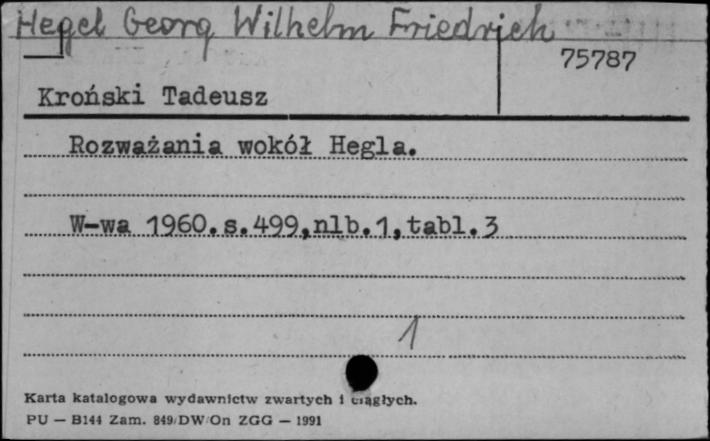 Hegel Georg Wilhelm Friedrich
75787
Kroński Tadeusz
Rozważania wokół Hegla.
W-wa 1960.s.499,nlb.1,tabl.3
1
Karta katalogowa wydawnictw zwartych i ciągłych.
PU — B144 Zam. 849/DW/On ZGG — 1991